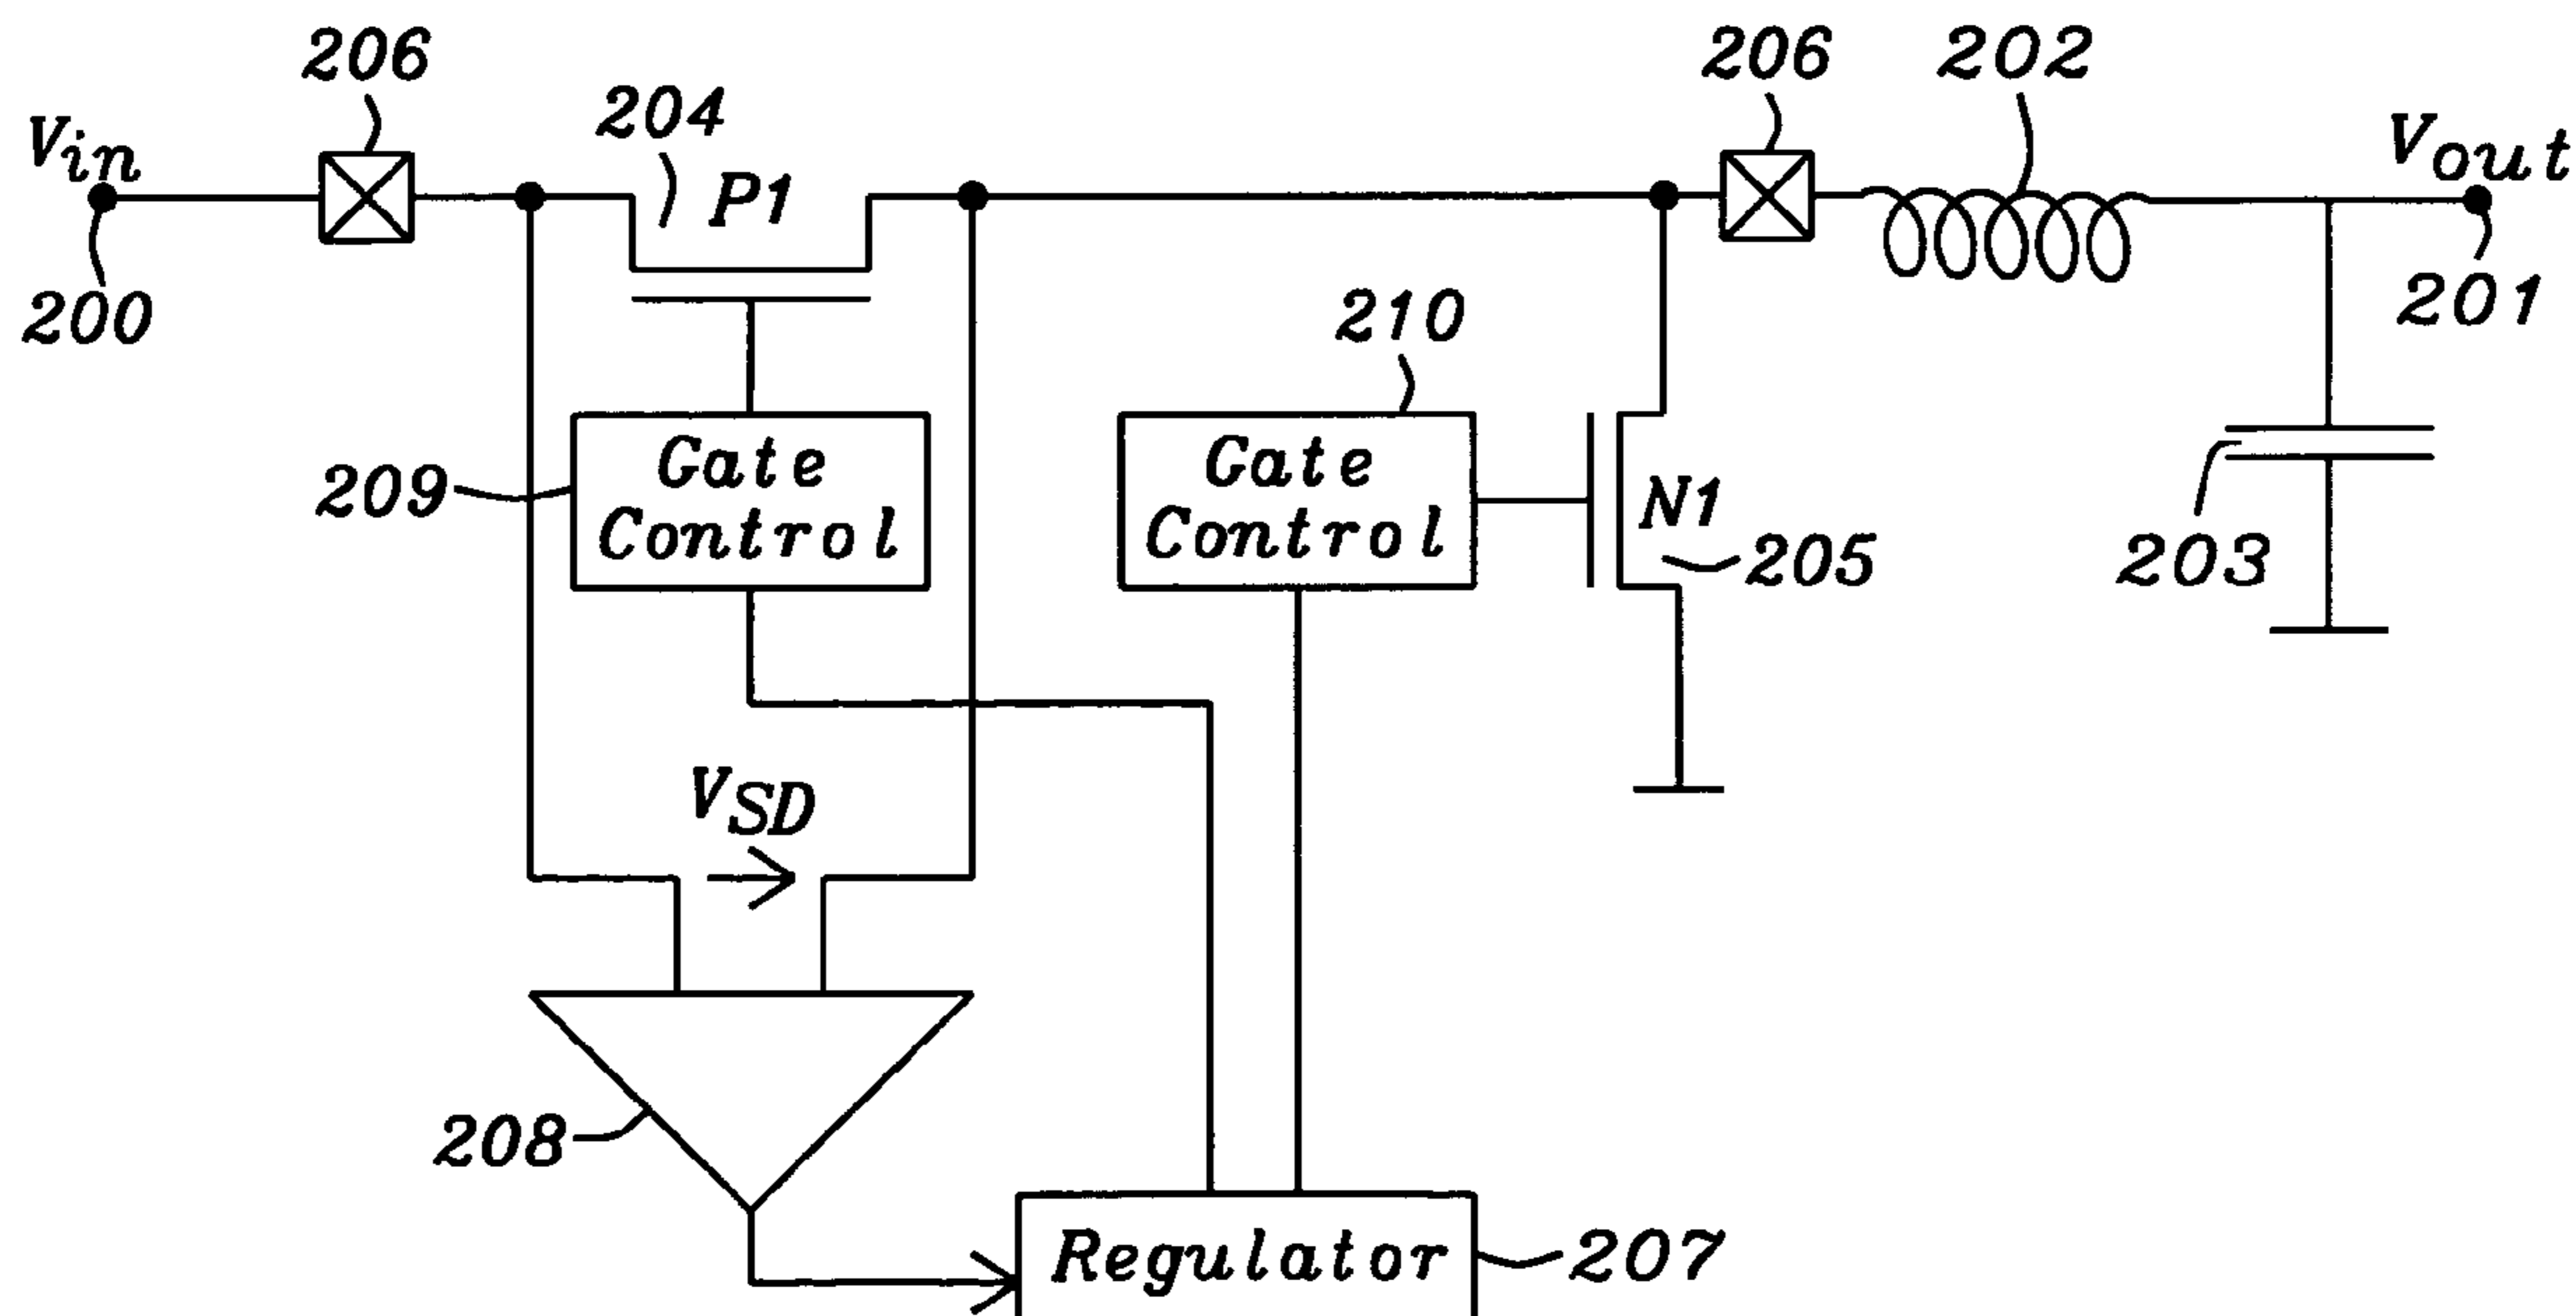 206
206
202
204
Vin
P1
Vout
200
210
201
Gate
Control
Gate
Control
209
N1
205
203
VSD
208
Regulator
207